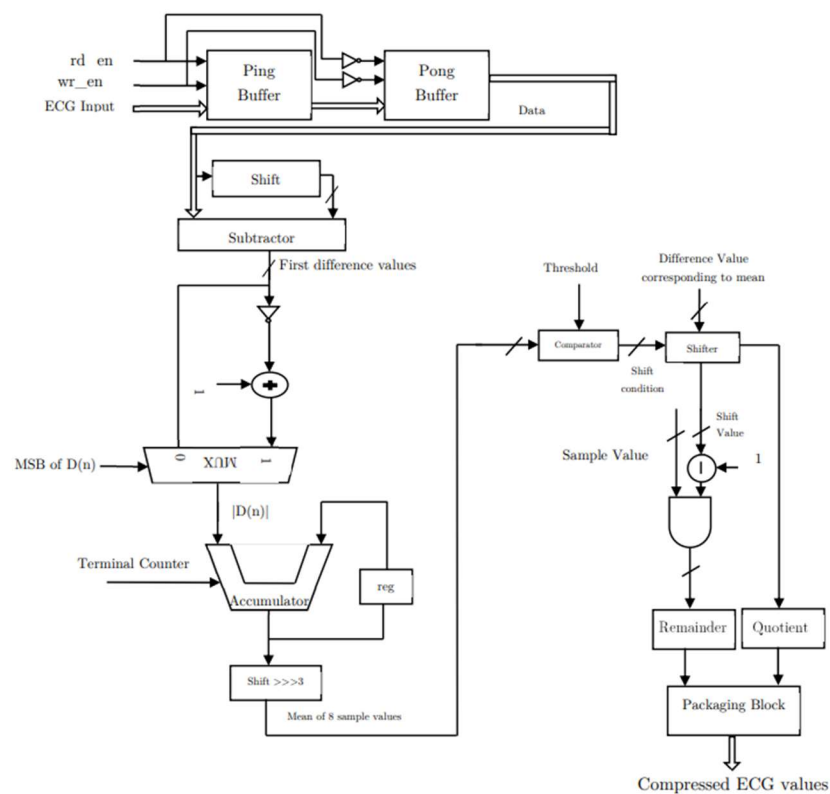 rd en
wr_en
ECG Input
Ping
Buffer
Pong
Buffer
Data
Shift
Subtractor
First difference values
1
MSB of D(n)
0
MUX
1
|D(n)|
Terminal Counter
Accumulator
reg
Shift >>>3
Mean of 8 sample values
Threshold
Comparator
Shift
condition
Difference Value
corresponding to mean
Shifter
Shift
Value
Sample Value
1
Remainder
Quotient
Packaging Block
Compressed ECG values